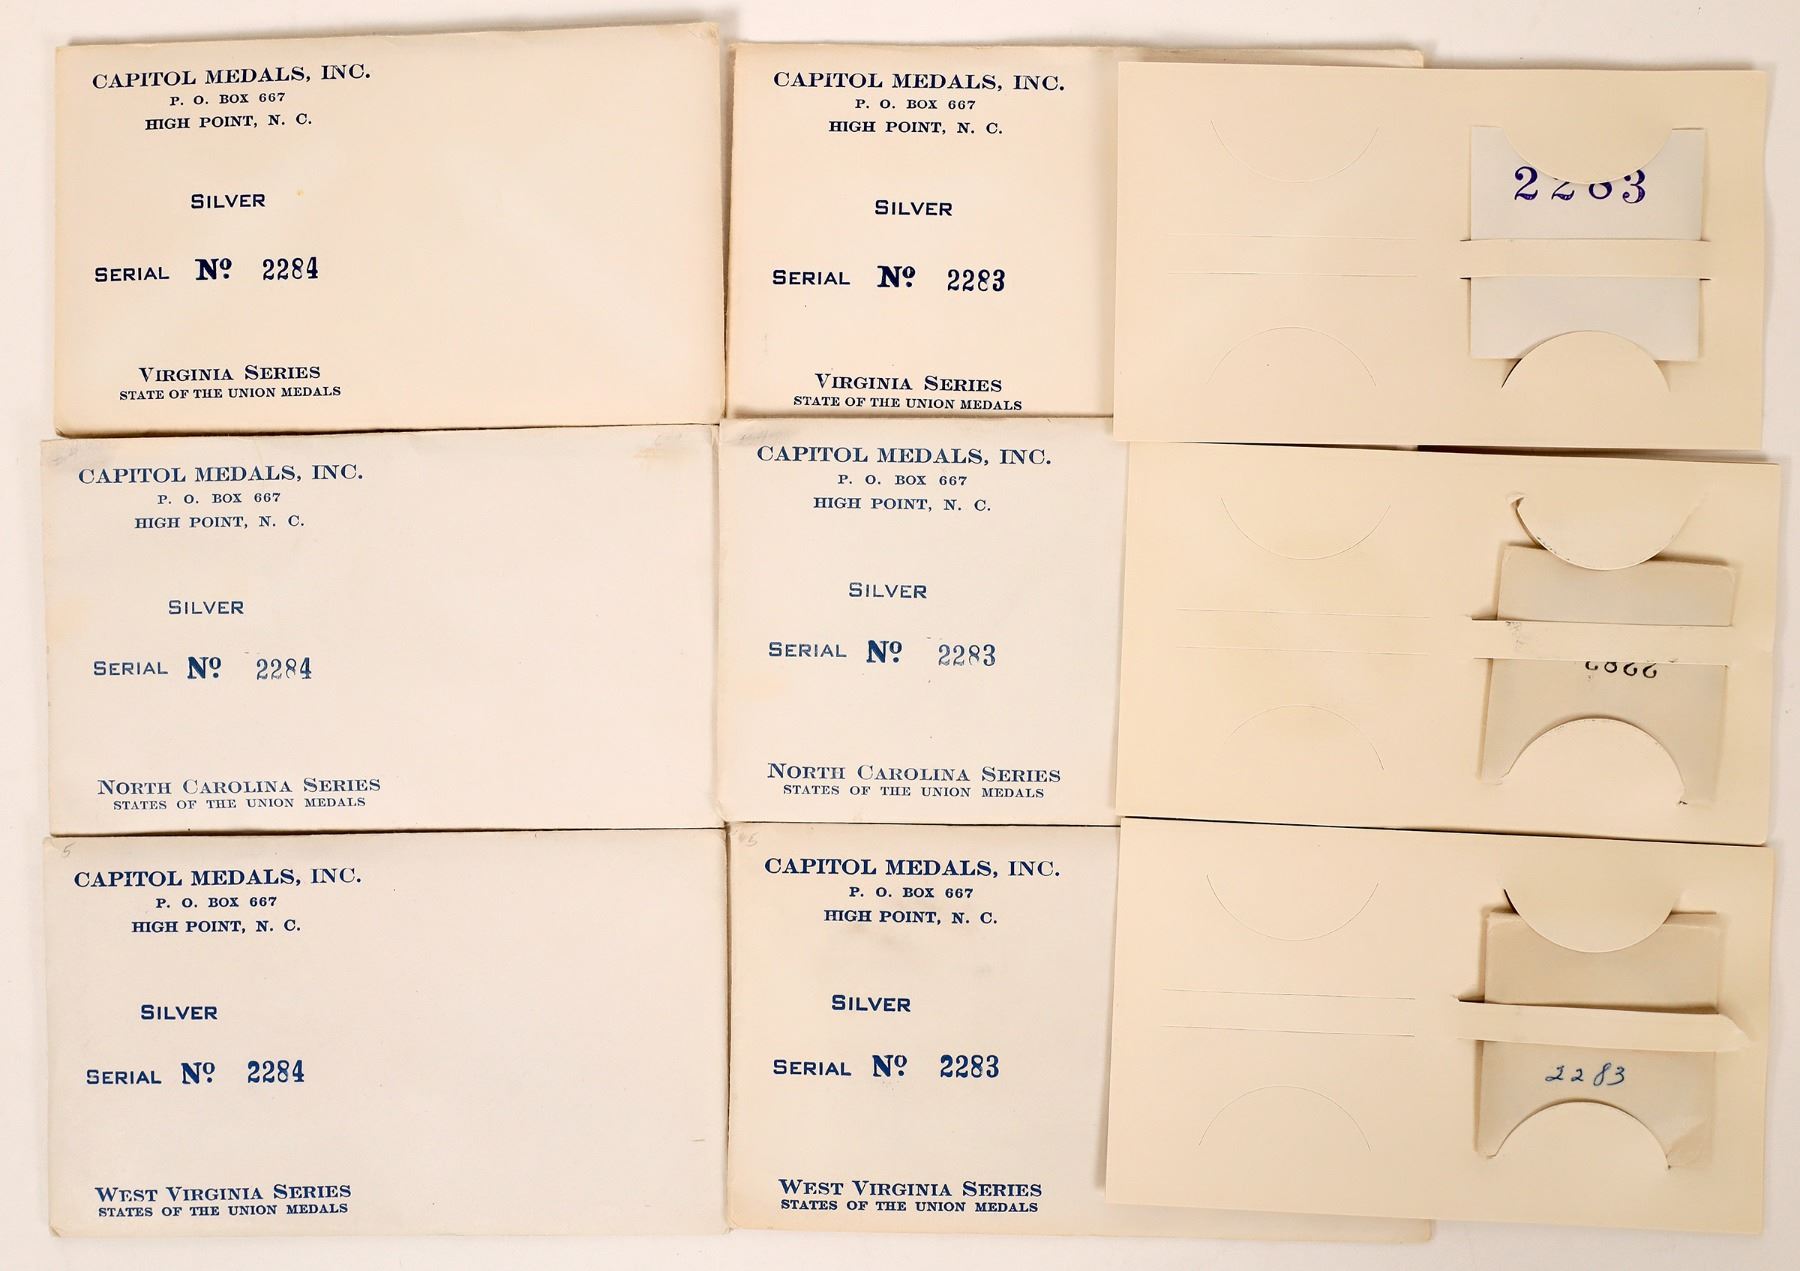 CAPITOL MEDALS, INC.
P. O. BOX 667
HIGH POINT, N. C.
SILVER
SERIAL Nº 2284
VIRGINIA SERIES
STATE OF THE UNION MEDALS
CAPITOL MEDALS, INC.
P. O. BOX 667
HIGH POINT, N. C.
SILVER
SERIAL Nº 2283
VIRGINIA SERIES
STATE OF THE UNION MEDALS
2283
CAPITOL MEDALS, INC.
P. O. BOX 667
HIGH POINT, N. C.
SILVER
SERIAL Nº 2284
NORTH CAROLINA SERIES
STATES OF THE UNION MEDALS
CAPITOL MEDALS, INC.
P. O. BOX 667
HIGH POINT, N. C.
SILVER
SERIAL Nº 2283
NORTH CAROLINA SERIES
STATES OF THE UNION MEDALS
5
CAPITOL MEDALS, INC.
P. O. BOX 667
HIGH POINT, N. C.
SILVER
SERIAL Nº 2284
WEST VIRGINIA SERIES
STATES OF THE UNION MEDALS
CAPITOL MEDALS, INC.
P. O. BOX 667
HIGH POINT, N. C.
SILVER
SERIAL Nº 2283
WEST VIRGINIA SERIES
STATES OF THE UNION MEDALS
2283